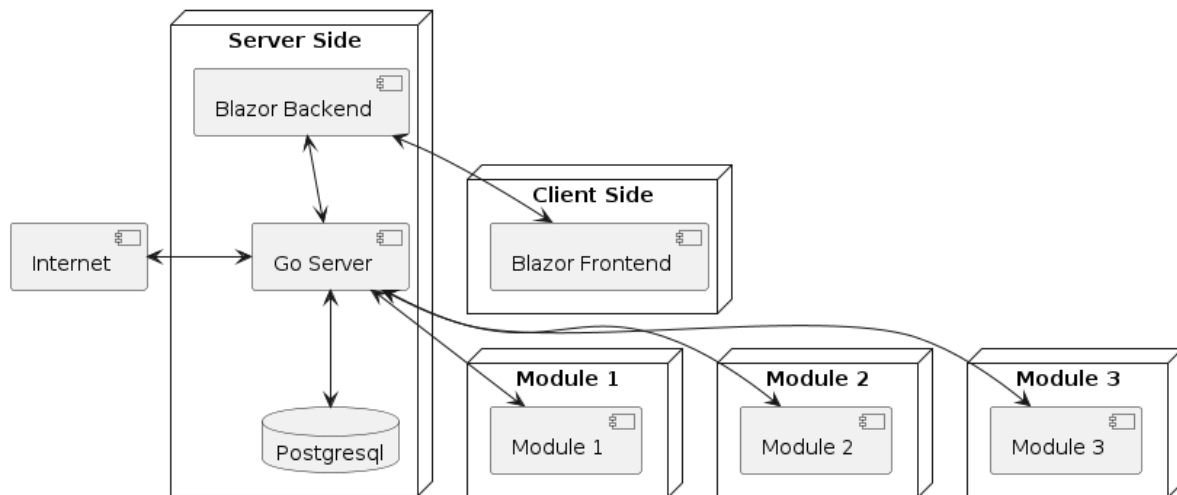 Server Side
Blazor Backend
Client Side
Internet
Go Server
Blazor Frontend
Module 1
Module 2
Module 3
Postgresql
Module 1
Module 2
Module 3